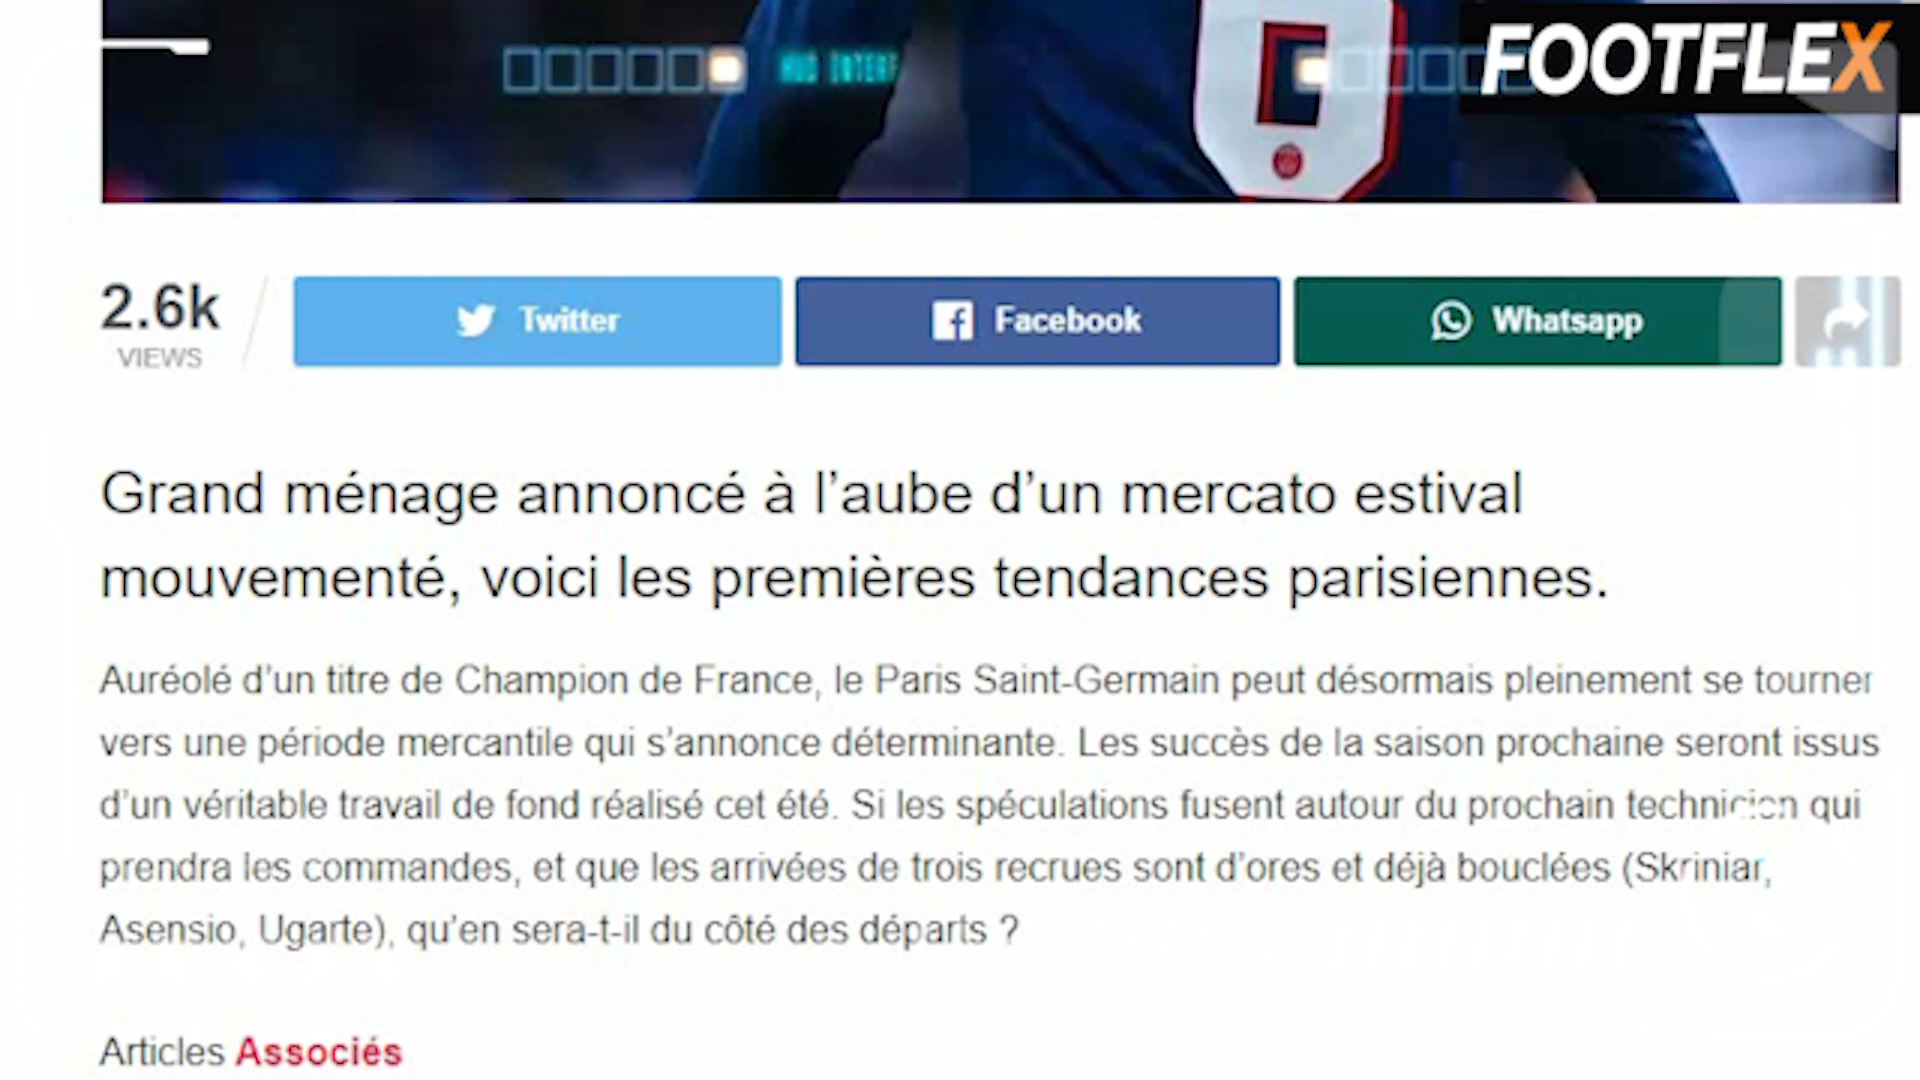 FOOTFLEX
2.6k
VIEWS
Twitter
Facebook
Whatsapp
Grand ménage annoncé à l’aube d’un mercato estival
mouvementé, voici les premières tendances parisiennes.
Auréolé d’un titre de Champion de France, le Paris Saint-Germain peut désormais pleinement se tourner
vers une période mercantile qui s’annonce déterminante. Les succès de la saison prochaine seront issus
d’un véritable travail de fond réalisé cet été. Si les spéculations fusent autour du prochain technicien qui
prendra les commandes, et que les arrivées de trois recrues sont d’ores et déjà bouclées (Skriniar,
Asensio, Ugarte), qu’en sera-t-il du côté des départs ?
Articles Associés